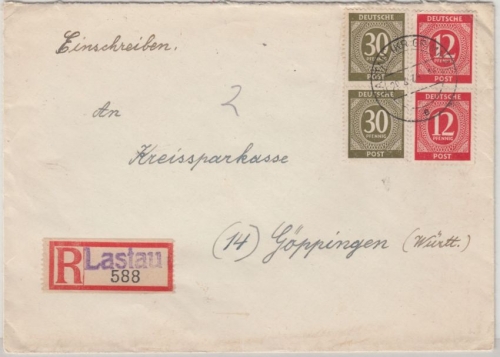 Einschreiben.
DEUTSCHE DEUTSCHE
30 12
PFENNIG PFENNIG
POST POST
DEUTSCHE DEUTSCHE
30 12
PFENNIG PFENNIG
POST POST
2
An
Kreissparkasse
(14) Göppingen (Württ.)
R Lastau
588